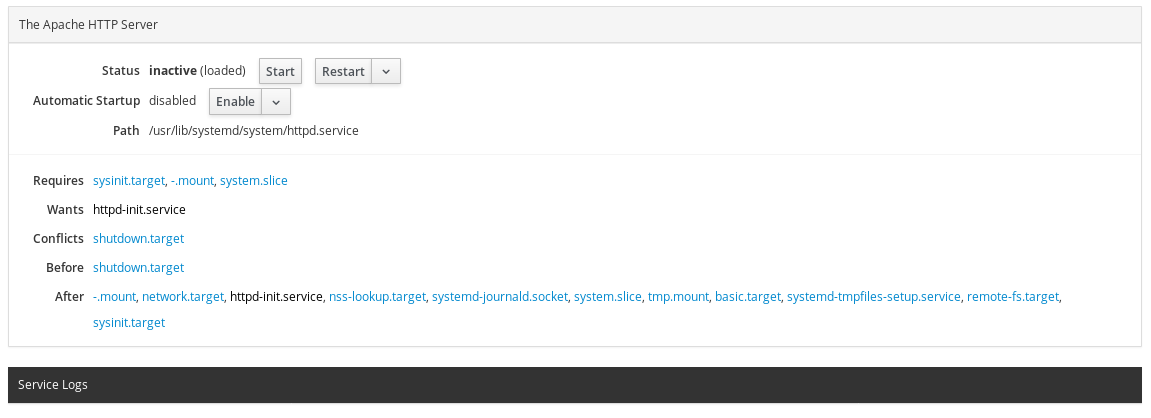 The Apache HTTP Server
Status inactive (loaded) Start Restart
Automatic Startup disabled Enable
Path /usr/lib/systemd/system/httpd.service
Requires sysinit.target, -.mount, system.slice
Wants httpd-init.service
Conflicts shutdown.target
Before shutdown.target
After -.mount, network.target, httpd-init.service, nss-lookup.target, systemd-journald.socket, system.slice, tmp.mount, basic.target, systemd-tmpfiles-setup.service, remote-fs.target,
sysinit.target
Service Logs